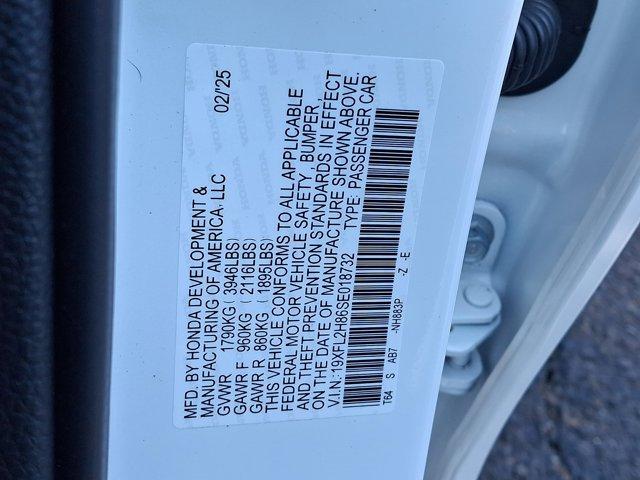 MFD. BY HONDA DEVELOPMENT &
MANUFACTURING OF AMERICA, LLC 02/'25
GVWR 1790KG ( 3946LBS)
GAWR F 960KG ( 2116LBS)
GAWR R 860KG ( 1895LBS)
THIS VEHICLE CONFORMS TO ALL APPLICABLE
FEDERAL MOTOR VEHICLE SAFETY, BUMPER,
AND THEFT PREVENTION STANDARDS IN EFFECT
ON THE DATE OF MANUFACTURE SHOWN ABOVE.
V.I.N.:19XFL2H86SE018732 TYPE: PASSENGER CAR
T64 S AB7 -NH883P -Z -E